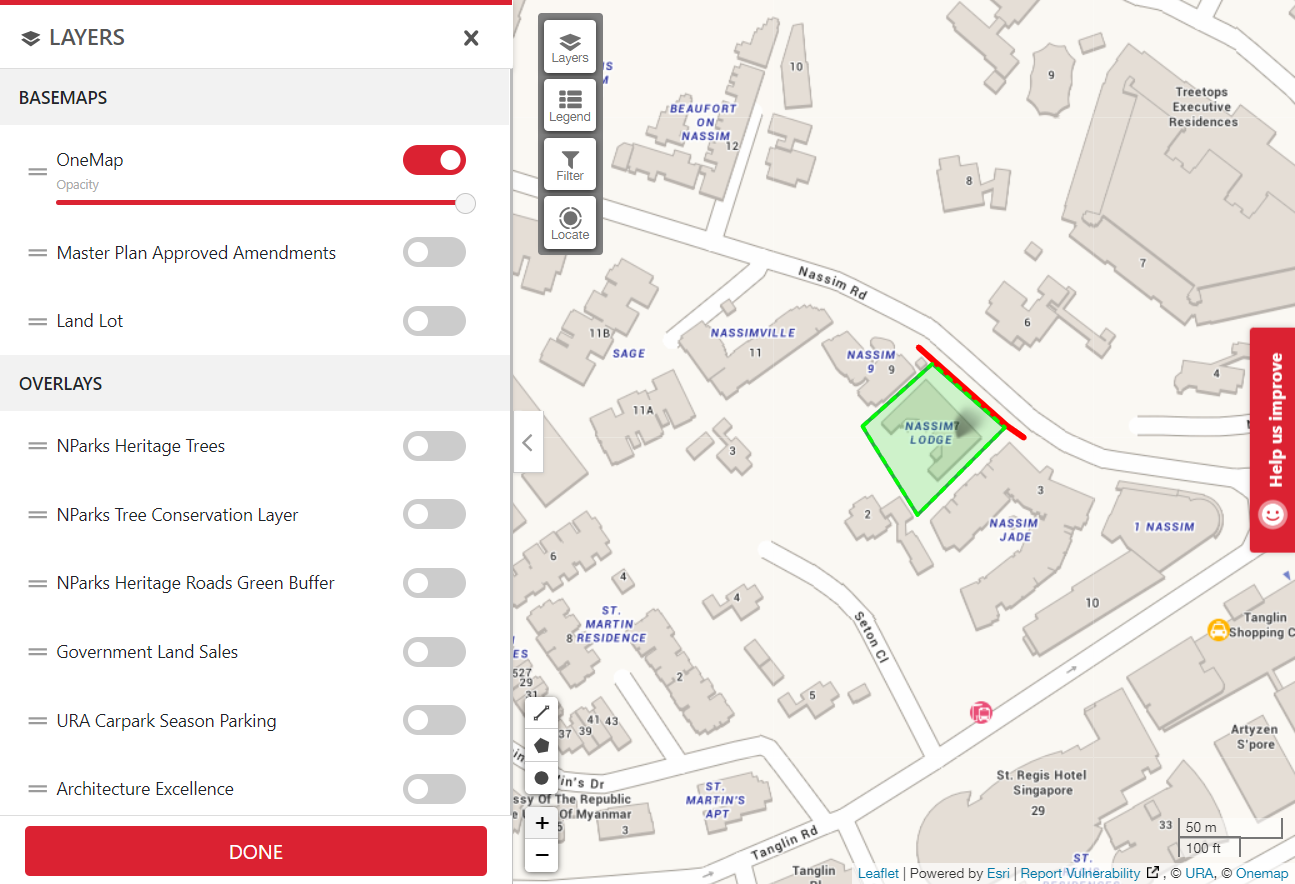 LAYERS
BASEMAPS
OneMap
Opacity
Master Plan Approved Amendments
Land Lot
OVERLAYS
NParks Heritage Trees
NParks Tree Conservation Layer
NParks Heritage Roads Green Buffer
Government Land Sales
URA Carpark Season Parking
Architecture Excellence
DONE
Layers
Legend
Filter
Locate
10
BEAUFORT
ON
NASSIM
12
9
Treetops
Executive
Residences
8
7
Nassim Rd
6
11B
SAGE
NASSIMVILLE
11
NASSIM
9 9
4
11A
3
NASSIM 7
LODGE
Help us improve
2
3
NASSIM
JADE
1 NASSIM
6
4
4
10
ST.
MARTIN
8 RESIDENCE
ES
527
29
31
2
Seton Cl
5
Tanglin
Shopping C
41 43
37 39
in's Dr
ssy Of The Republic
Of Myanmar
3
ST.
MARTIN'S
APT
Tanglin Rd
St. Regis Hotel
Singapore
29
Artyzen
S'pore
33
50 m
100 ft
+
−
Tanglin
ST.
Leaflet | Powered by Esri | Report Vulnerability , © URA, © Onemap